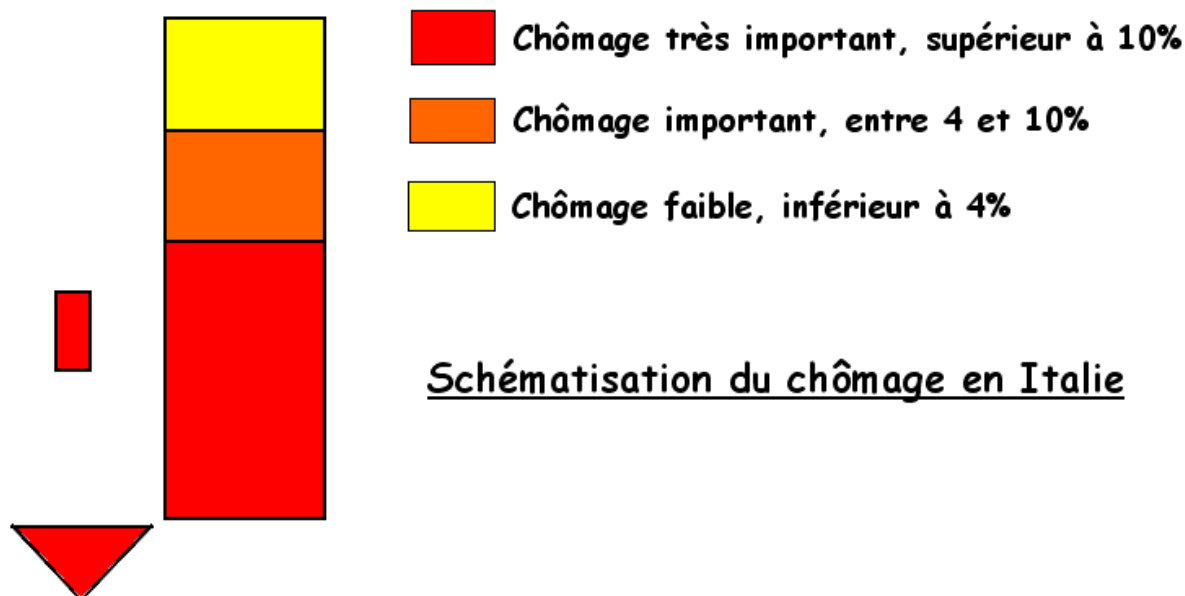 Chômage très important, supérieur à 10%
Chômage important, entre 4 et 10%
Chômage faible, inférieur à 4%
Schématisation du chômage en Italie